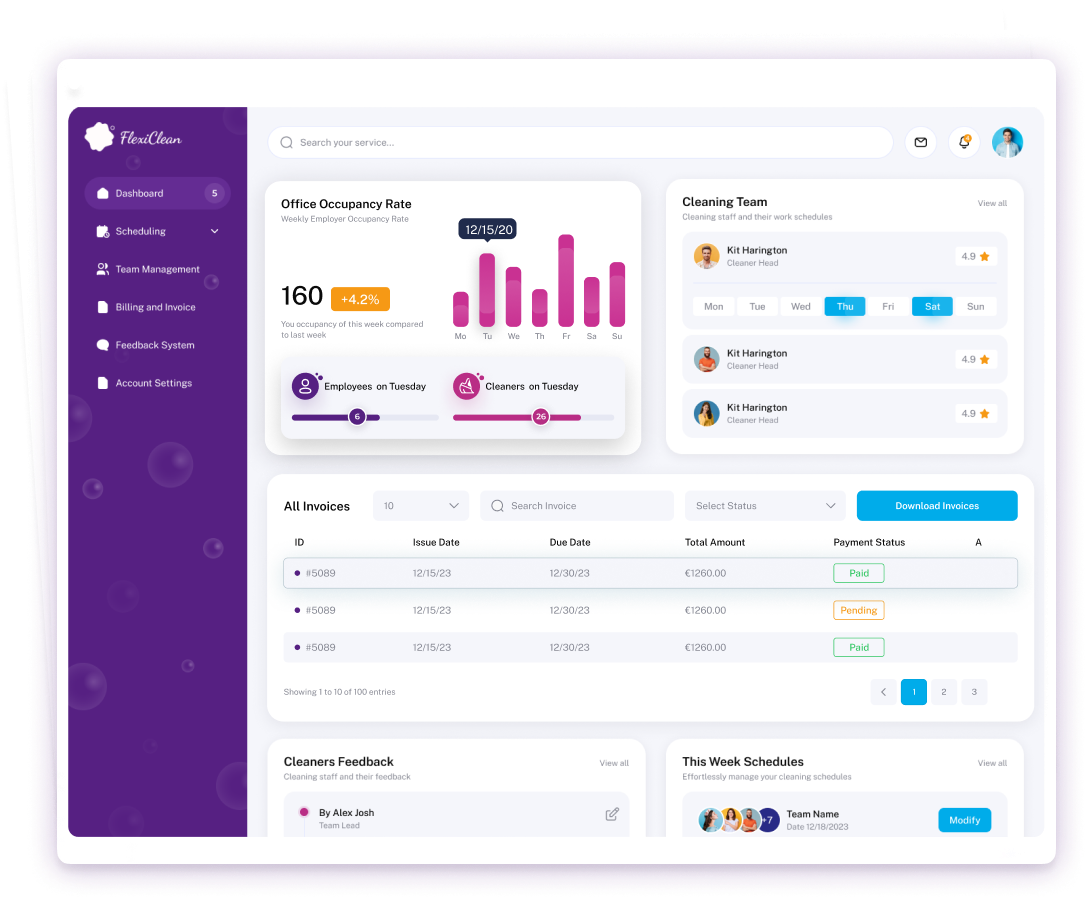 FlexiClean
Search your service...
4
Dashboard 5
Scheduling
Team Management
Billing and Invoice
Feedback System
Account Settings
Office Occupancy Rate
Weekly Employer Occupancy Rate
12/15/20
160 +4.2%
You occupancy of this week compared
to last week
Mo Tu We Th Fr Sa Su
Employees on Tuesday
6
Cleaners on Tuesday
26
Cleaning Team View all
Cleaning staff and their work schedules
Kit Harington
Cleaner Head
4.9
Mon Tue Wed Thu Fri Sat Sun
Kit Harington
Cleaner Head
4.9
Kit Harington
Cleaner Head
4.9
All Invoices 10 Search Invoice Select Status Download Invoices
ID Issue Date Due Date Total Amount Payment Status A
#5089 12/15/23 12/30/23 €1260.00 Paid
#5089 12/15/23 12/30/23 €1260.00 Pending
#5089 12/15/23 12/30/23 €1260.00 Paid
Showing 1 to 10 of 100 entries 1 2 3
Cleaners Feedback View all
Cleaning staff and their feedback
By Alex Josh
Team Lead
This Week Schedules View all
Effortlessly manage your cleaning schedules
+7
Team Name
Date 12/18/2023
Modify